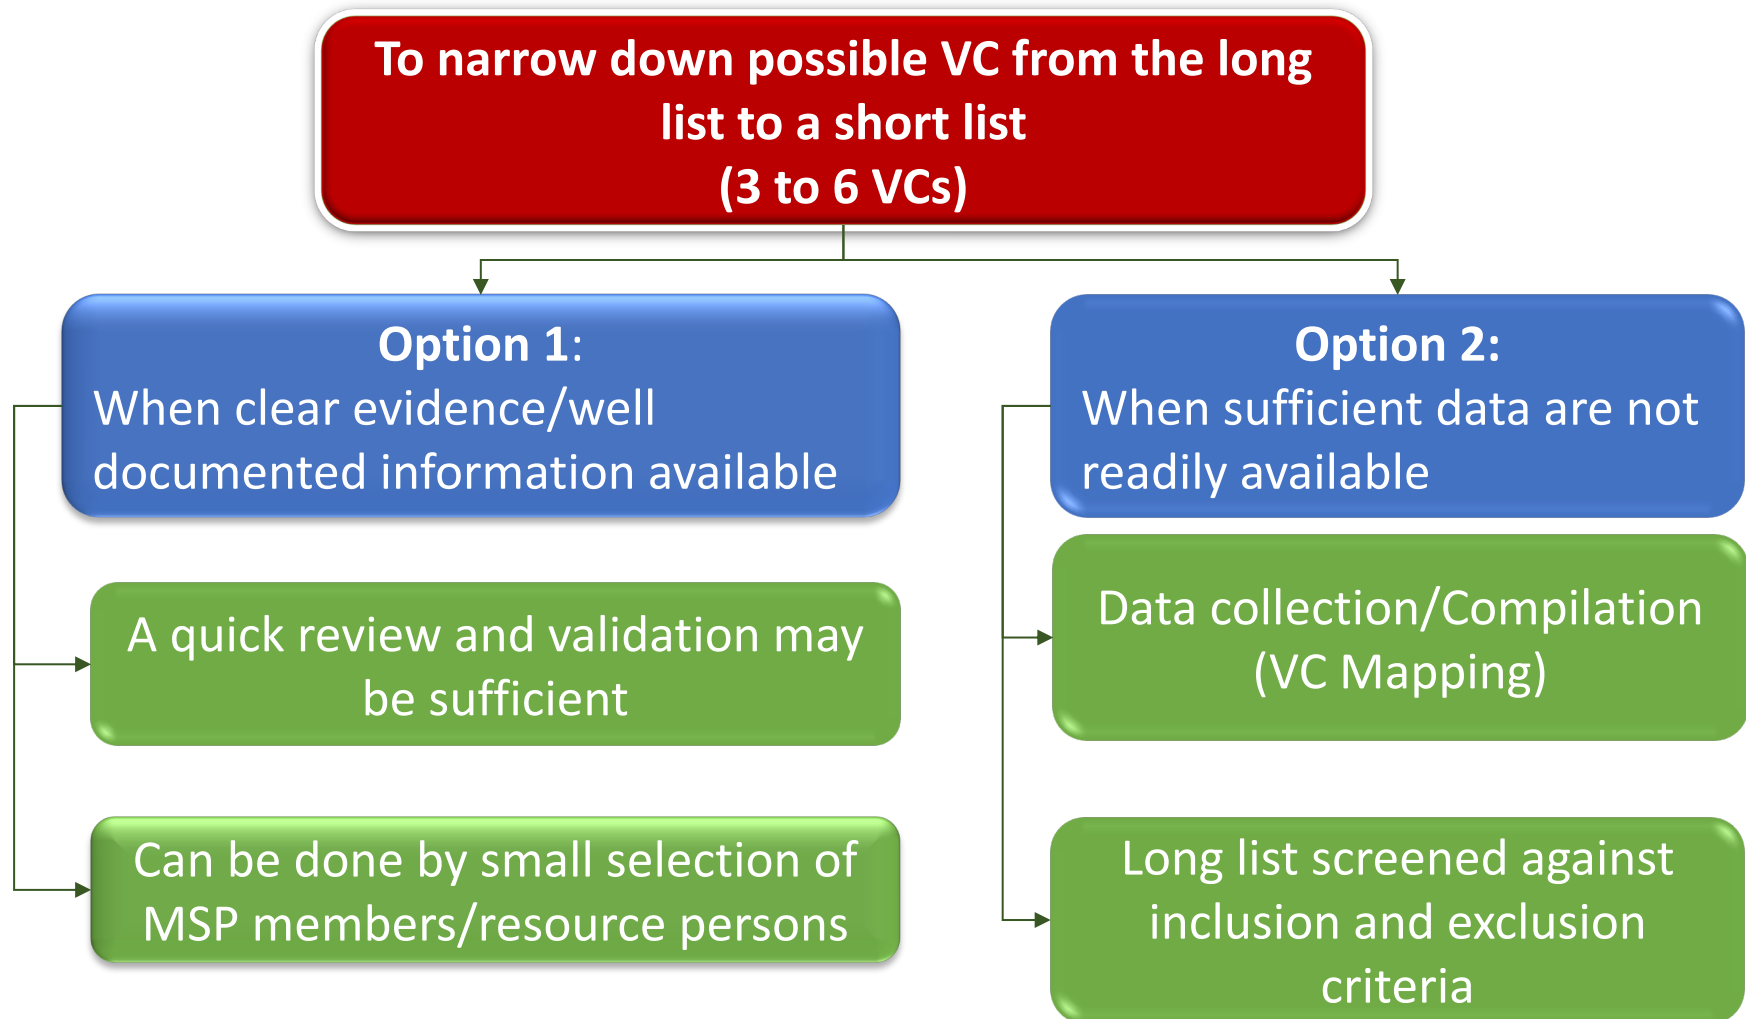 To narrow down possible VC from the long
list to a short list
(3 to 6 VCs)
Option 1:
When clear evidence/well
documented information available
A quick review and validation may
be sufficient
Can be done by small selection of
MSP members/resource persons
Option 2:
When sufficient data are not
readily available
Data collection/Compilation
(VC Mapping)
Long list screened against
inclusion and exclusion
criteria